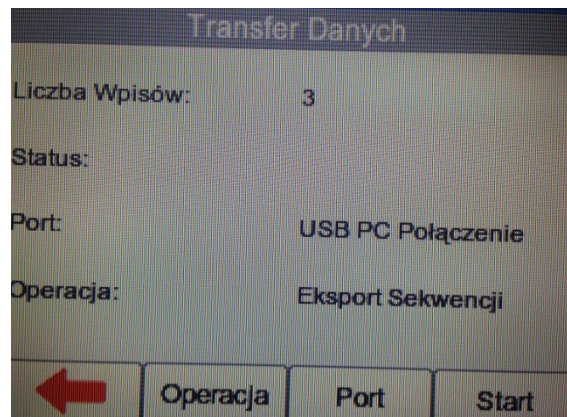 Transfer Danych
Liczba Wpisów: 3
Status:
Port: USB PC Połączenie
Operacja: Eksport Sekwencji
Operacja Port Start